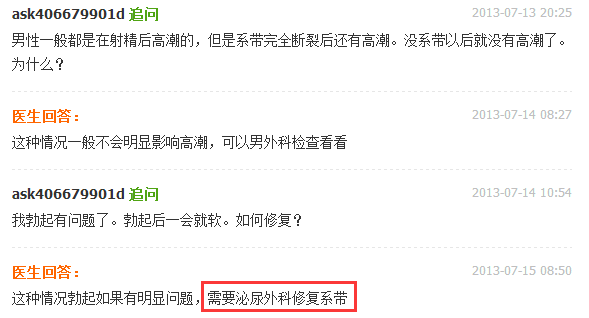 ask406679901d 追问 2013-07-13 20:25
男性一般都是在射精后高潮的，但是系带完全断裂后还有高潮。没系带以后就没有高潮了。
为什么？
医生回答： 2013-07-14 08:27
这种情况一般不会明显影响高潮，可以男外科检查看看
ask406679901d 追问 2013-07-14 10:54
我勃起有问题了。勃起后一会就软。如何修复？
医生回答： 2013-07-15 08:50
这种情况勃起如果有明显问题，需要泌尿外科修复系带